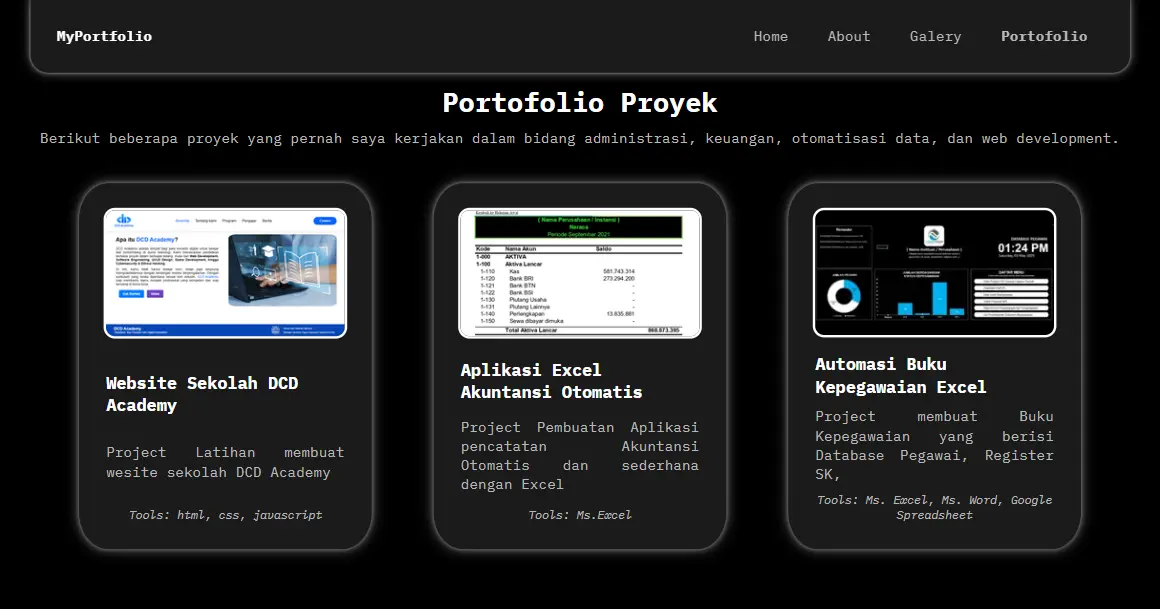 MyPortfolio
Home About Galery Portofolio
Portofolio Proyek
Berikut beberapa proyek yang pernah saya kerjakan dalam bidang administrasi, keuangan, otomatisasi data, dan web development.
Apa itu DCD Academy?
DCD Academy
Website Sekolah DCD
Academy
Project Latihan membuat
wesite sekolah DCD Academy
Tools: html, css, javascript
( Nama Perusahaan / Instansi )
Neraca
Periode September 2021
Kode Nama Akun Saldo
1-000 AKTIVA
1-100 Aktiva Lancar
1-110 Kas 581.743.314
1-120 Bank BRI 273.294.200
1-121 Bank BTN -
1-122 Bank BSI -
1-130 Piutang Usaha -
1-131 Piutang Lainnya -
1-140 Perlengkapan 13.835.881
1-150 Sewa dibayar dimuka -
Total Aktiva Lancar 868.873.395
Aplikasi Excel
Akuntansi Otomatis
Project Pembuatan Aplikasi
pencatatan Akuntansi
Otomatis dan sederhana
dengan Excel
Tools: Ms.Excel
01:24 PM
DAFTAR MENU
Automasi Buku
Kepegawaian Excel
Project membuat Buku
Kepegawaian yang berisi
Database Pegawai, Register
SK,
Tools: Ms. Excel, Ms. Word, Google
Spreadsheet